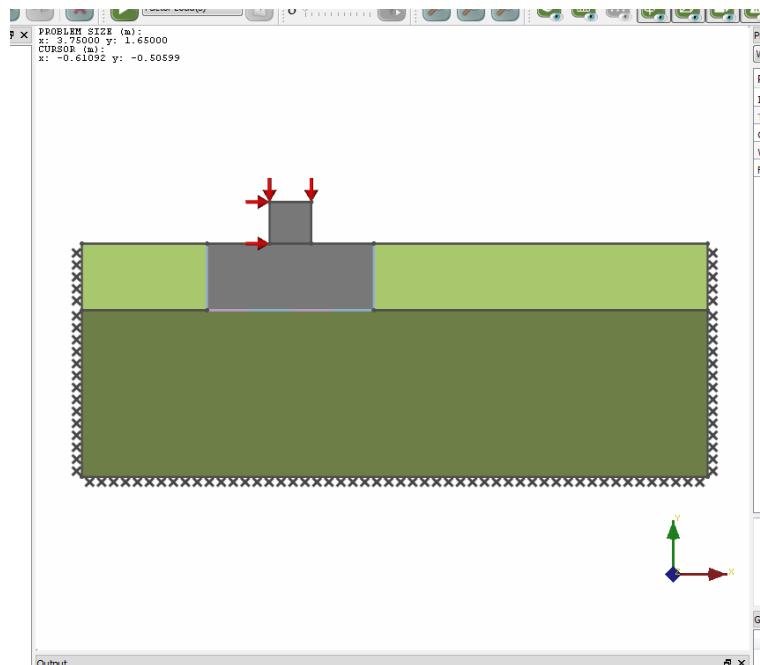 PROBLEM SIZE (m):
x: 3.75000 y: 1.65000
CURSOR (m):
x: -0.61092 y: -0.50599
Y
X
Output